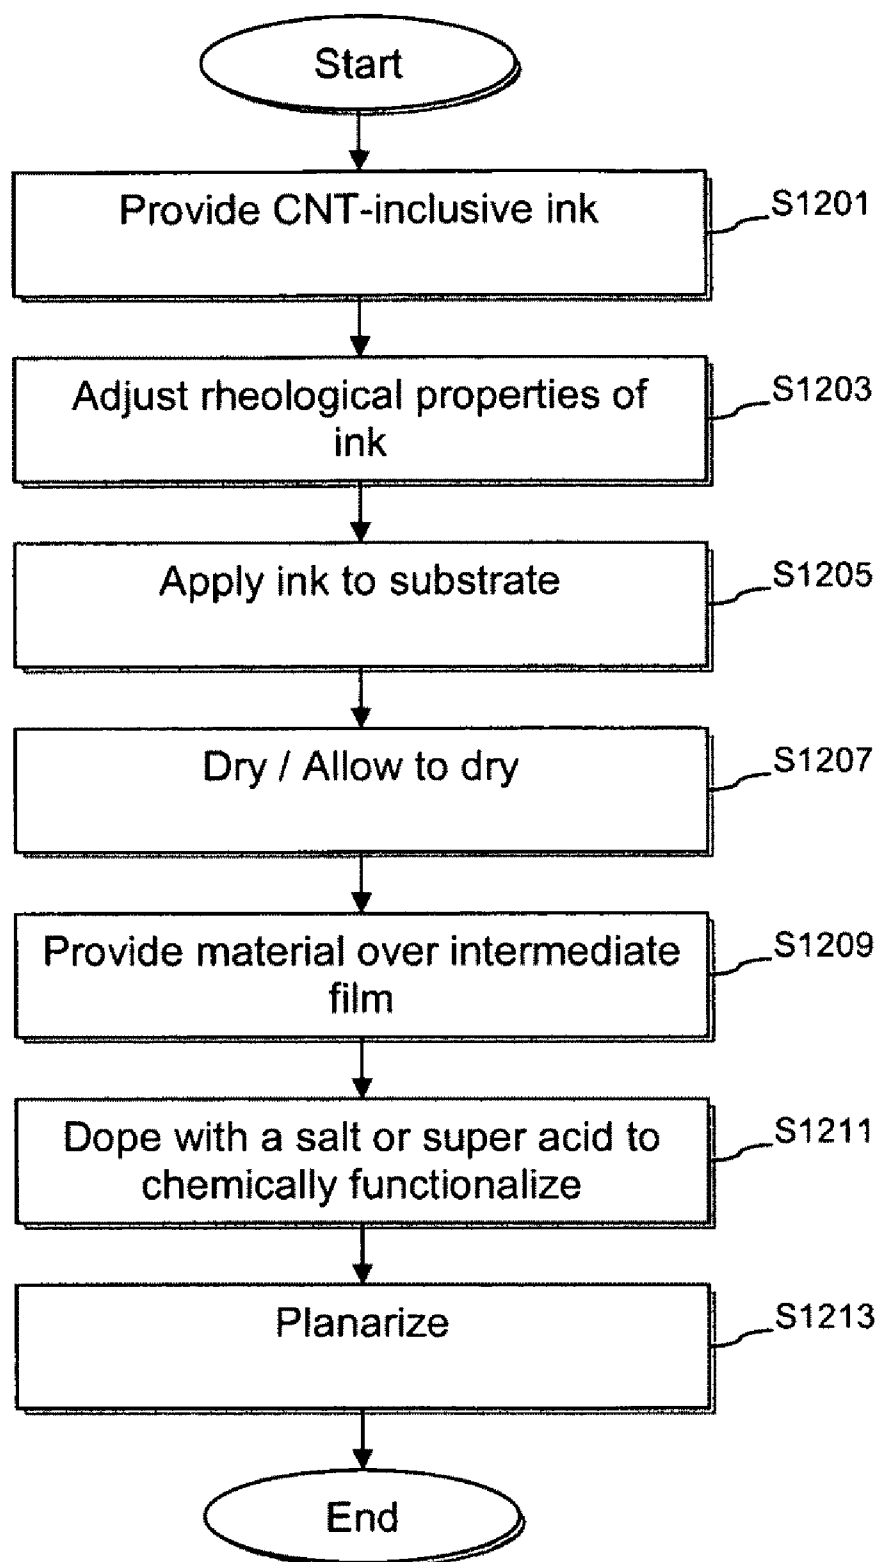 Start
Provide CNT-inclusive ink
S1201
Adjust rheological properties of
ink
S1203
Apply ink to substrate
S1205
Dry / Allow to dry
S1207
Provide material over intermediate
film
S1209
Dope with a salt or super acid to
chemically functionalize
S1211
Planarize
S1213
End